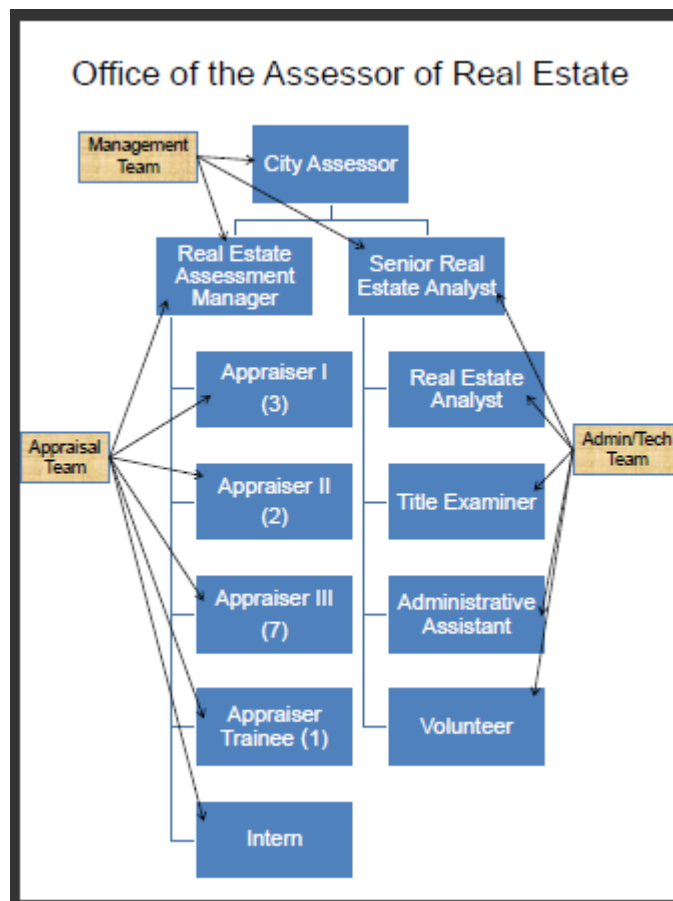 Office of the Assessor of Real Estate
Management
Team
City Assessor
Real Estate
Assessment
Manager
Senior Real
Estate Analyst
Appraiser I
(3)
Real Estate
Analyst
Appraisal
Team
Admin/Tech
Team
Appraiser II
(2)
Title Examiner
Appraiser III
(7)
Administrative
Assistant
Appraiser
Trainee (1)
Volunteer
Intern